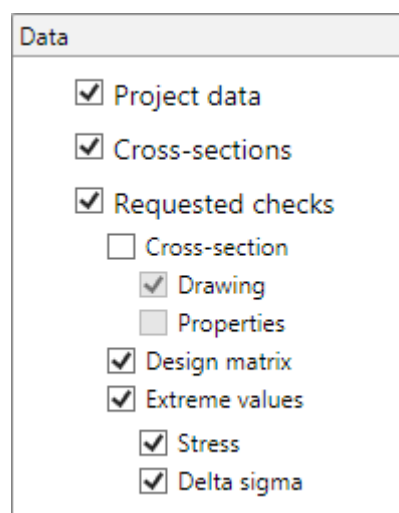 Data
Project data
Cross-sections
Requested checks
Cross-section
Drawing
Properties
Design matrix
Extreme values
Stress
Delta sigma